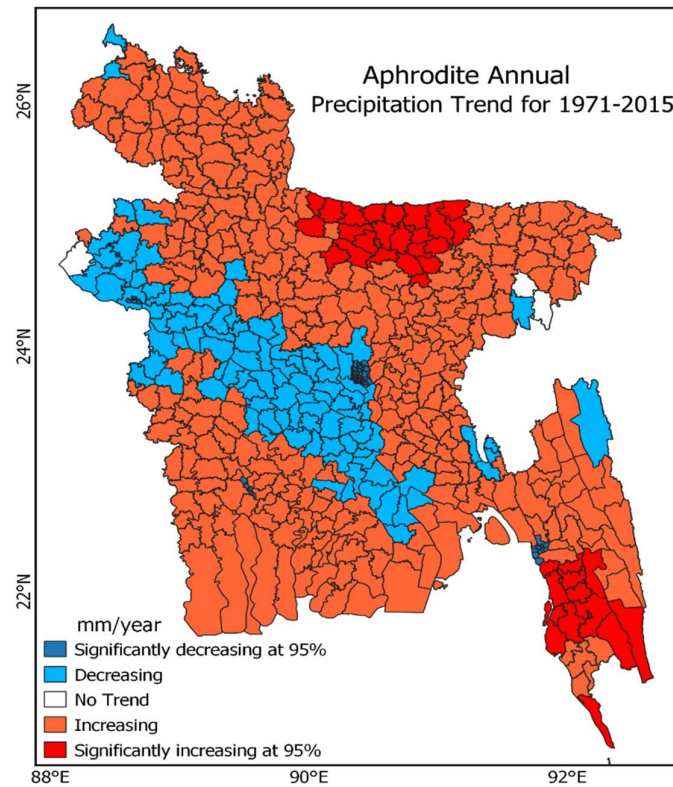 Aphrodite Annual
Precipitation Trend for 1971-2015
26°N
24°N
22°N
mm/year
Significantly decreasing at 95%
Decreasing
No Trend
Increasing
Significantly increasing at 95%
88°E
90°E
92°E